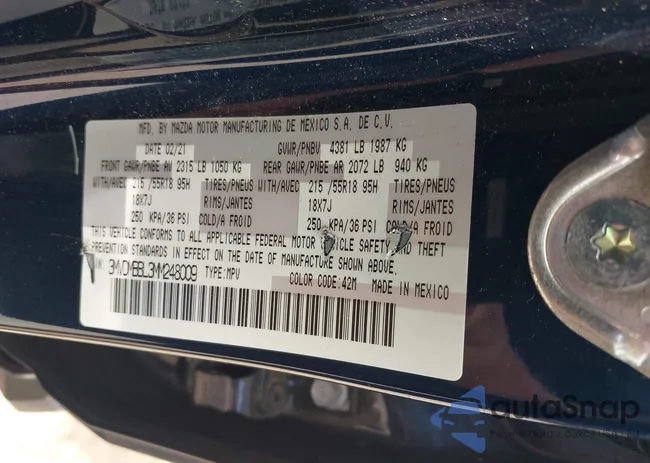 MFD. BY MAZDA MOTOR MANUFACTURING DE MEXICO S.A. DE C.V.
DATE 02/21 GVWR/PNBV 4381 LB 1987 KG
FRONT GAWR/PNBE AV 2315 LB 1050 KG REAR GAWR/PNBE AR 2072 LB 940 KG
WITH/AVEC 215 /55R18 95H TIRES/PNEUS WITH/AVEC 215 /55R18 95H TIRES/PNEUS
18X7J RIMS/JANTES 18X7J RIMS/JANTES
250 KPA/36 PSI COLD/A FROID 250 KPA/36 PSI COLD/A FROID
THIS VEHICLE CONFORMS TO ALL APPLICABLE FEDERAL MOTOR VEHICLE SAFETY, AND THEFT
PREVENTION STANDARDS IN EFFECT ON THE DATE OF MANUFACTURE SHOWN ABOVE.
VIN: 3MVDMBBL3MM248009 TYPE:MPV COLOR CODE:42M MADE IN MEXICO
autaSnap